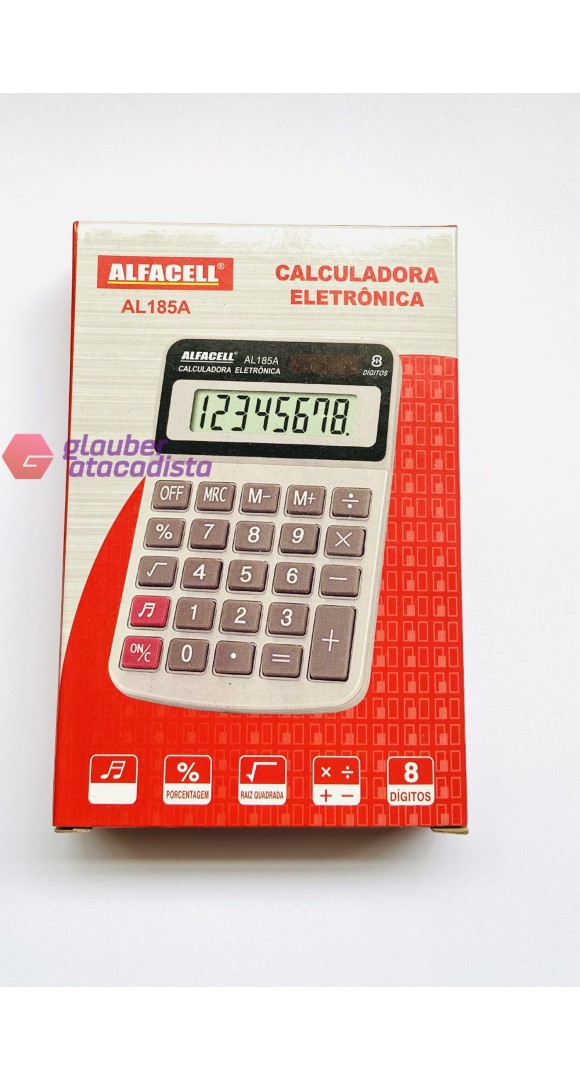 ALFACELL®
AL185A
CALCULADORA
ELETRÔNICA
ALFACELL® AL185A
CALCULADORA ELETRÔNICA
8
DÍGITOS
12345678.
glauber
atacadista
OFF MRC M- M+ ÷
% 7 8 9 ×
√ 4 5 6 -
1 2 3 +
ON/C 0 . =
% √ × ÷ 8
+ -
PORCENTAGEM RAIZ QUADRADA DÍGITOS